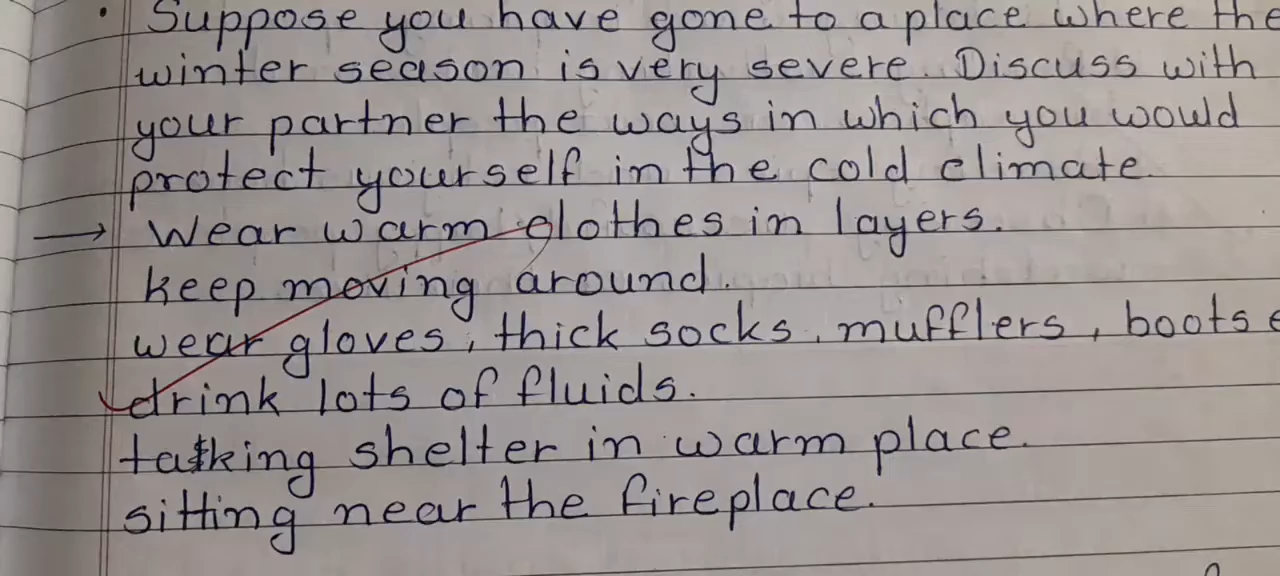 • Suppose you have gone to a place where the
winter season is very severe. Discuss with
your partner the ways in which you would
protect yourself in the cold climate.
→ Wear warm clothes in layers.
keep moving around.
wear gloves, thick socks, mufflers, boots
drink lots of fluids.
taking shelter in warm place.
sitting near the fireplace.